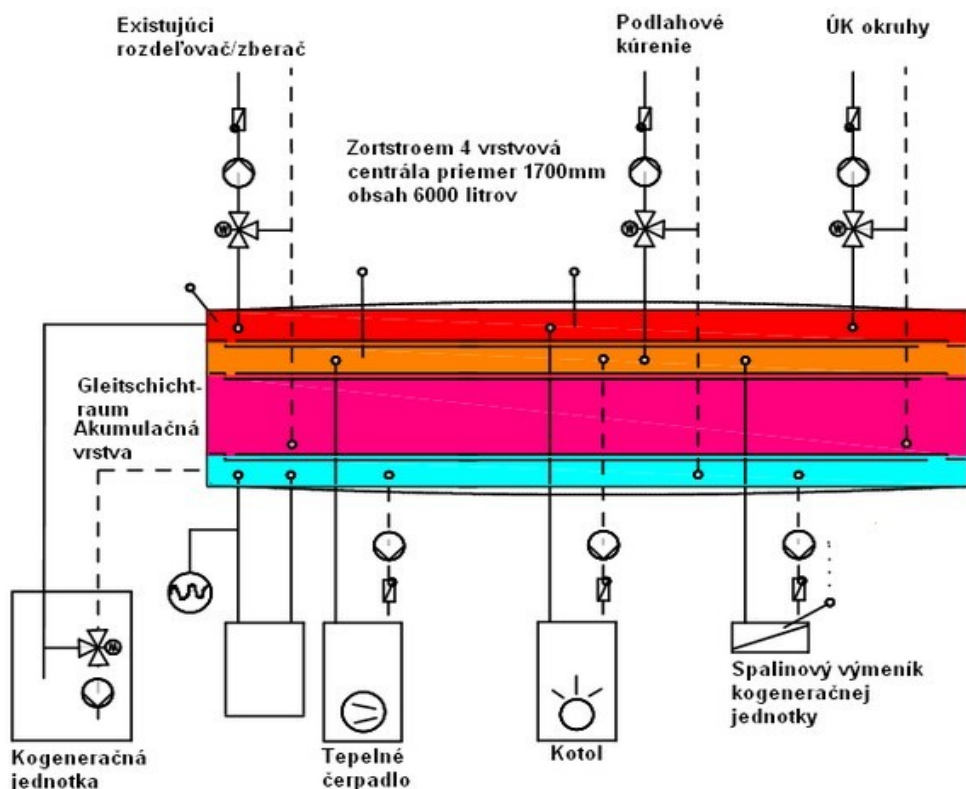 Existujúci
rozdeľovač/zberač
Podlahové
kúrenie
ÚK okruhy
Zortstroem 4 vrstvová
centrála priemer 1700mm
obsah 6000 litrov
Gleitschicht-
raum
Akumulačná
vrstva
Kogeneračná
jednotka
Tepelné
čerpadlo
Kotol
Spalinový výmeník
kogeneračnej
jednotky